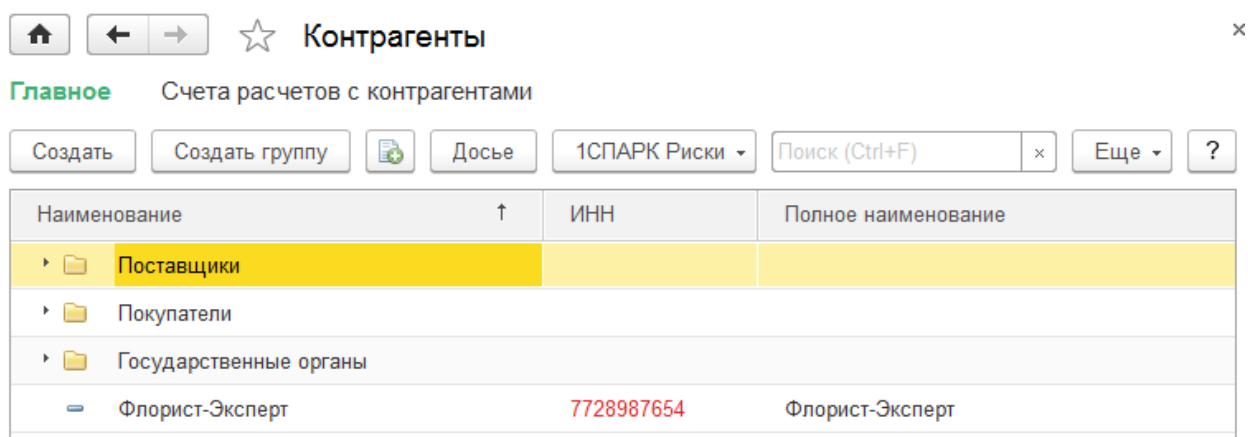 Контрагенты
Главное Счета расчетов с контрагентами
Создать Создать группу Досье 1СПАРК Риски Поиск (Ctrl+F) × Еще ?
Наименование ↑ ИНН Полное наименование
Поставщики
Покупатели
Государственные органы
Флорист-Эксперт 7728987654 Флорист-Эксперт